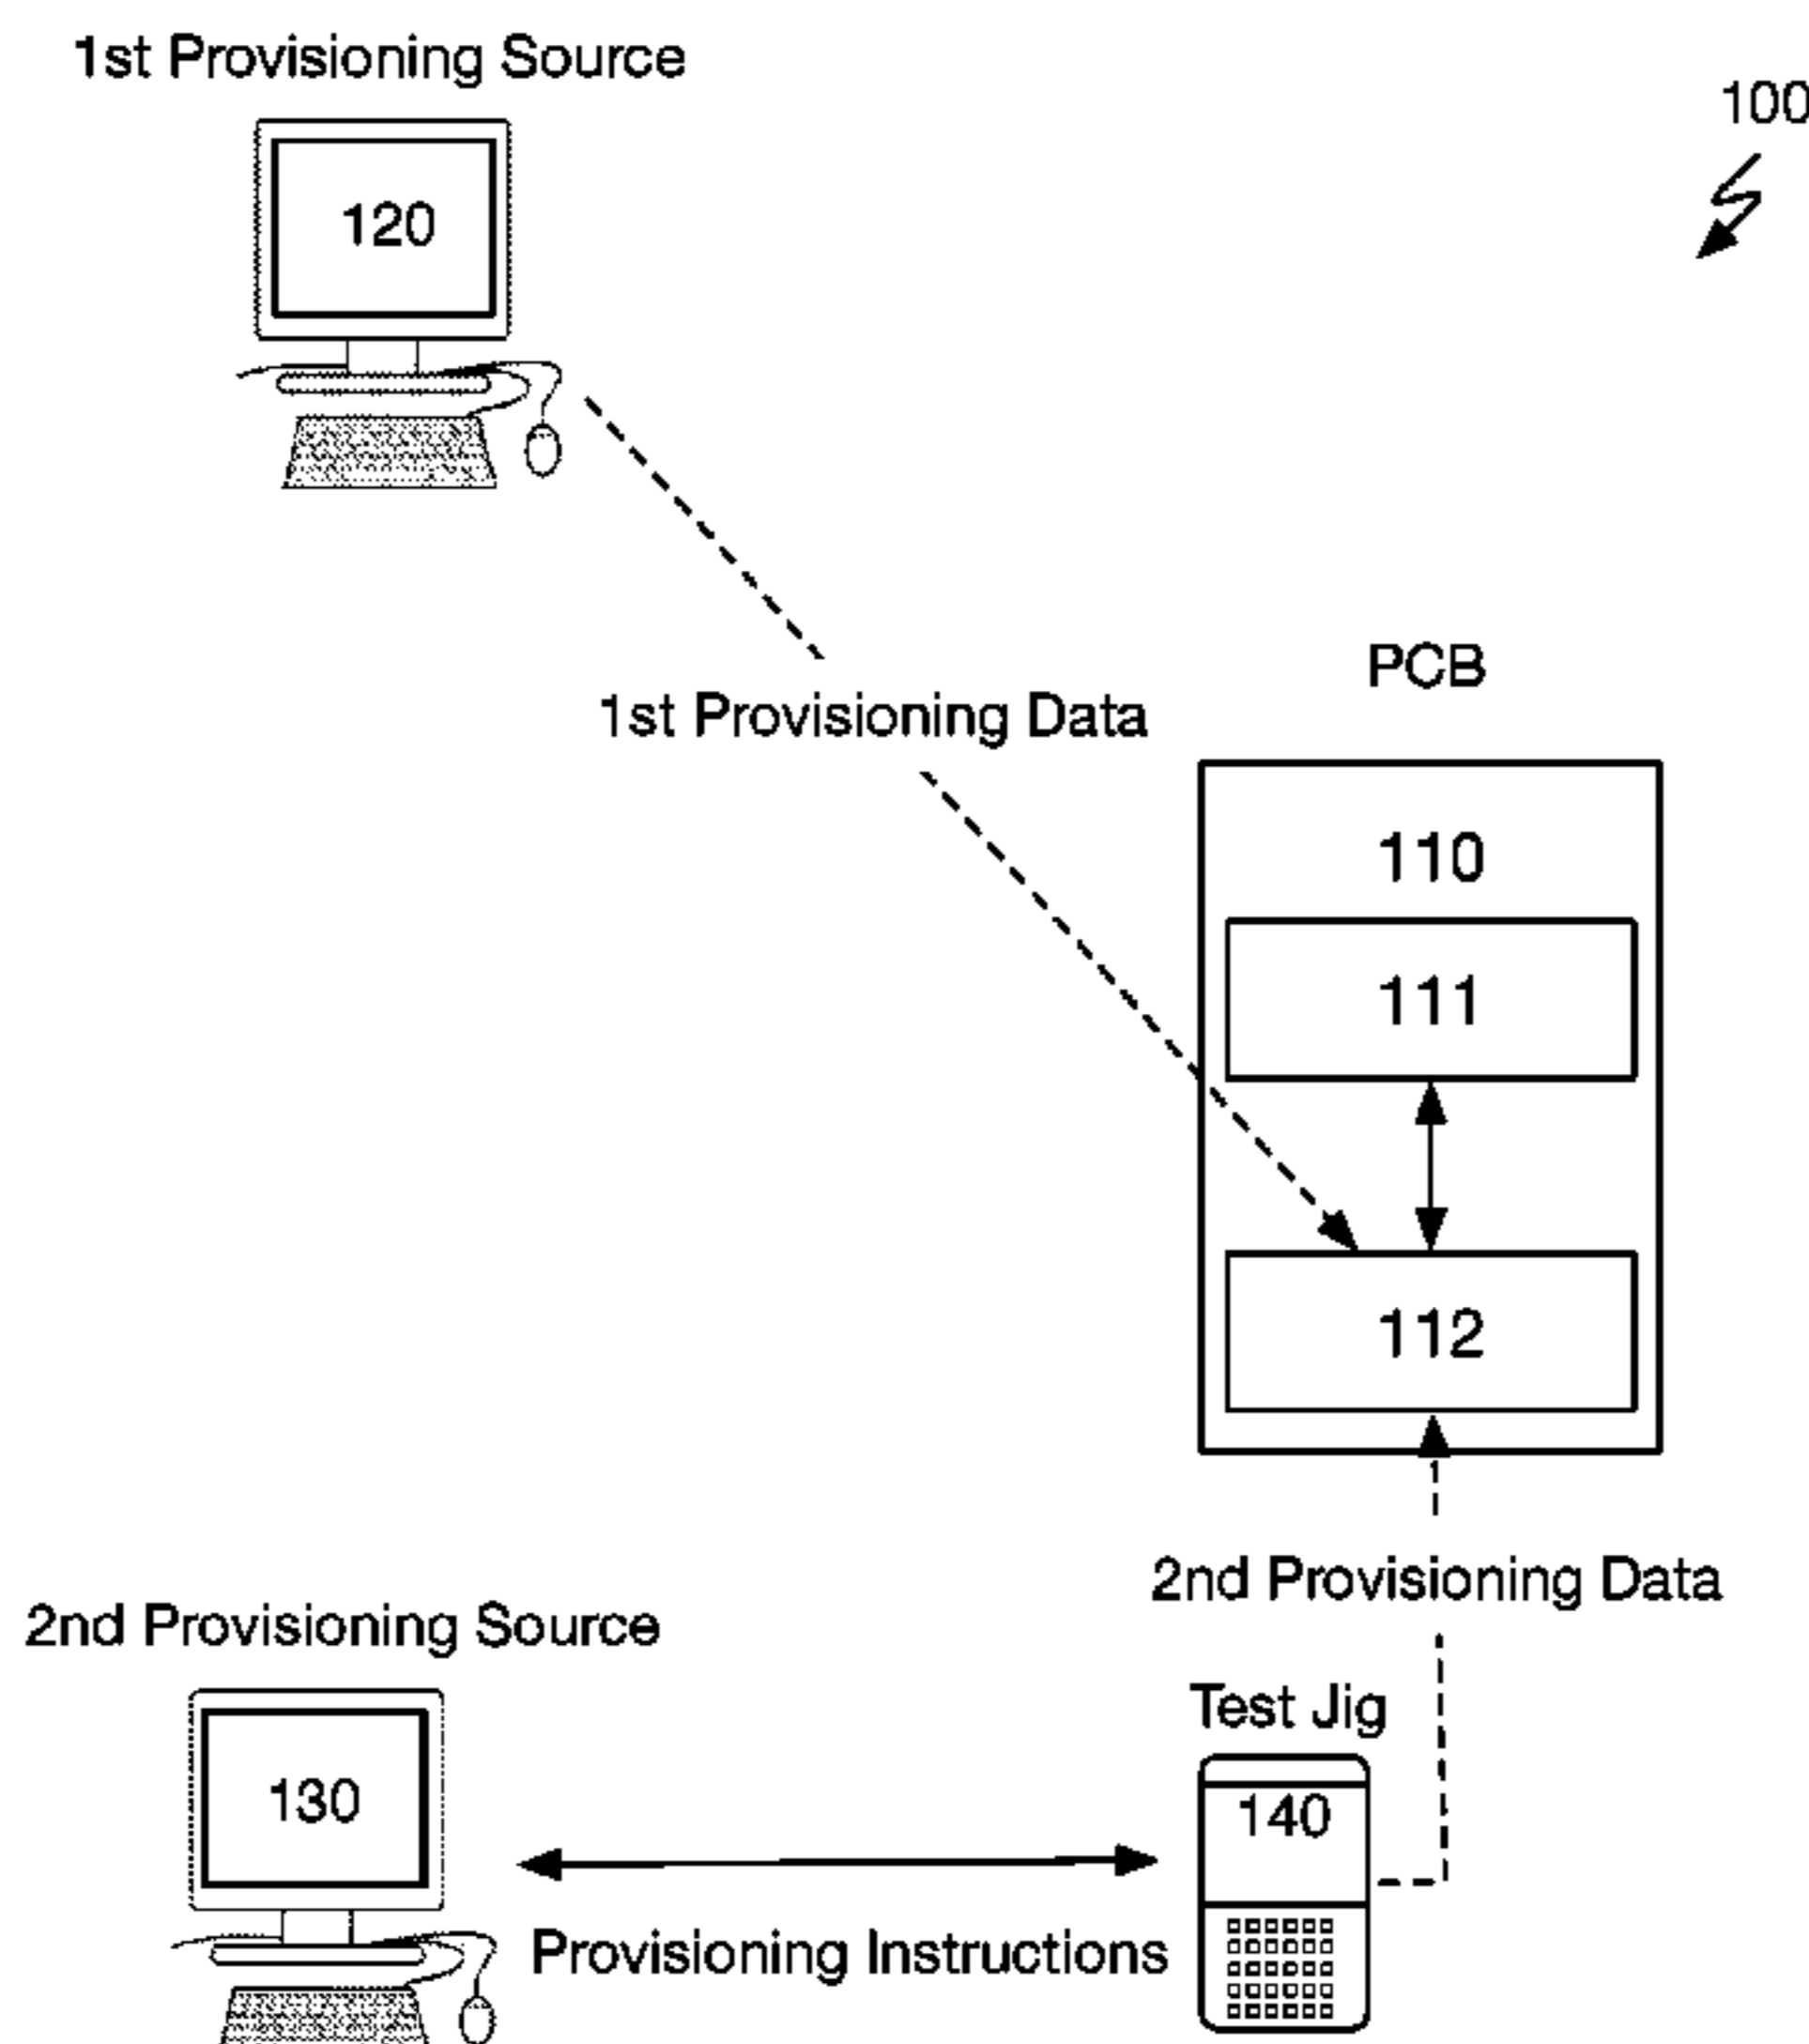 1st Provisioning Source
100
120
1st Provisioning Data
PCB
110
111
112
2nd Provisioning Data
2nd Provisioning Source
Test Jig
130
140
Provisioning Instructions